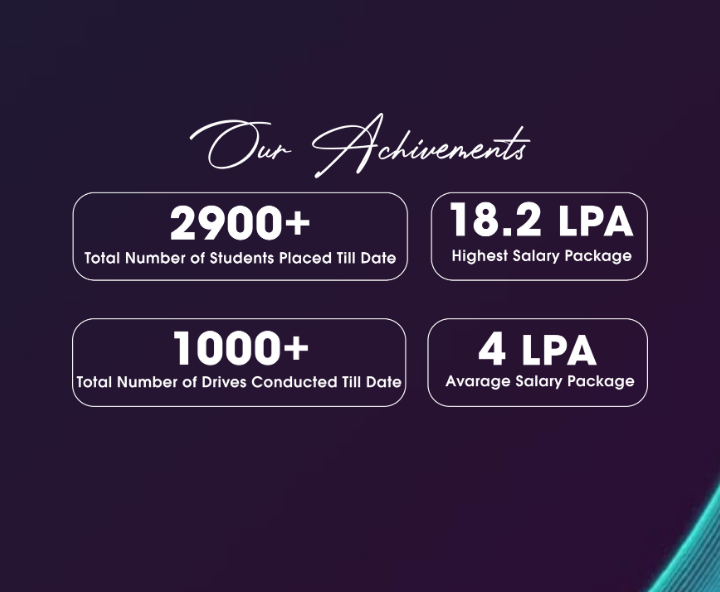 Our Achivements
2900+
Total Number of Students Placed Till Date
18.2 LPA
Highest Salary Package
1000+
Total Number of Drives Conducted Till Date
4 LPA
Avarage Salary Package